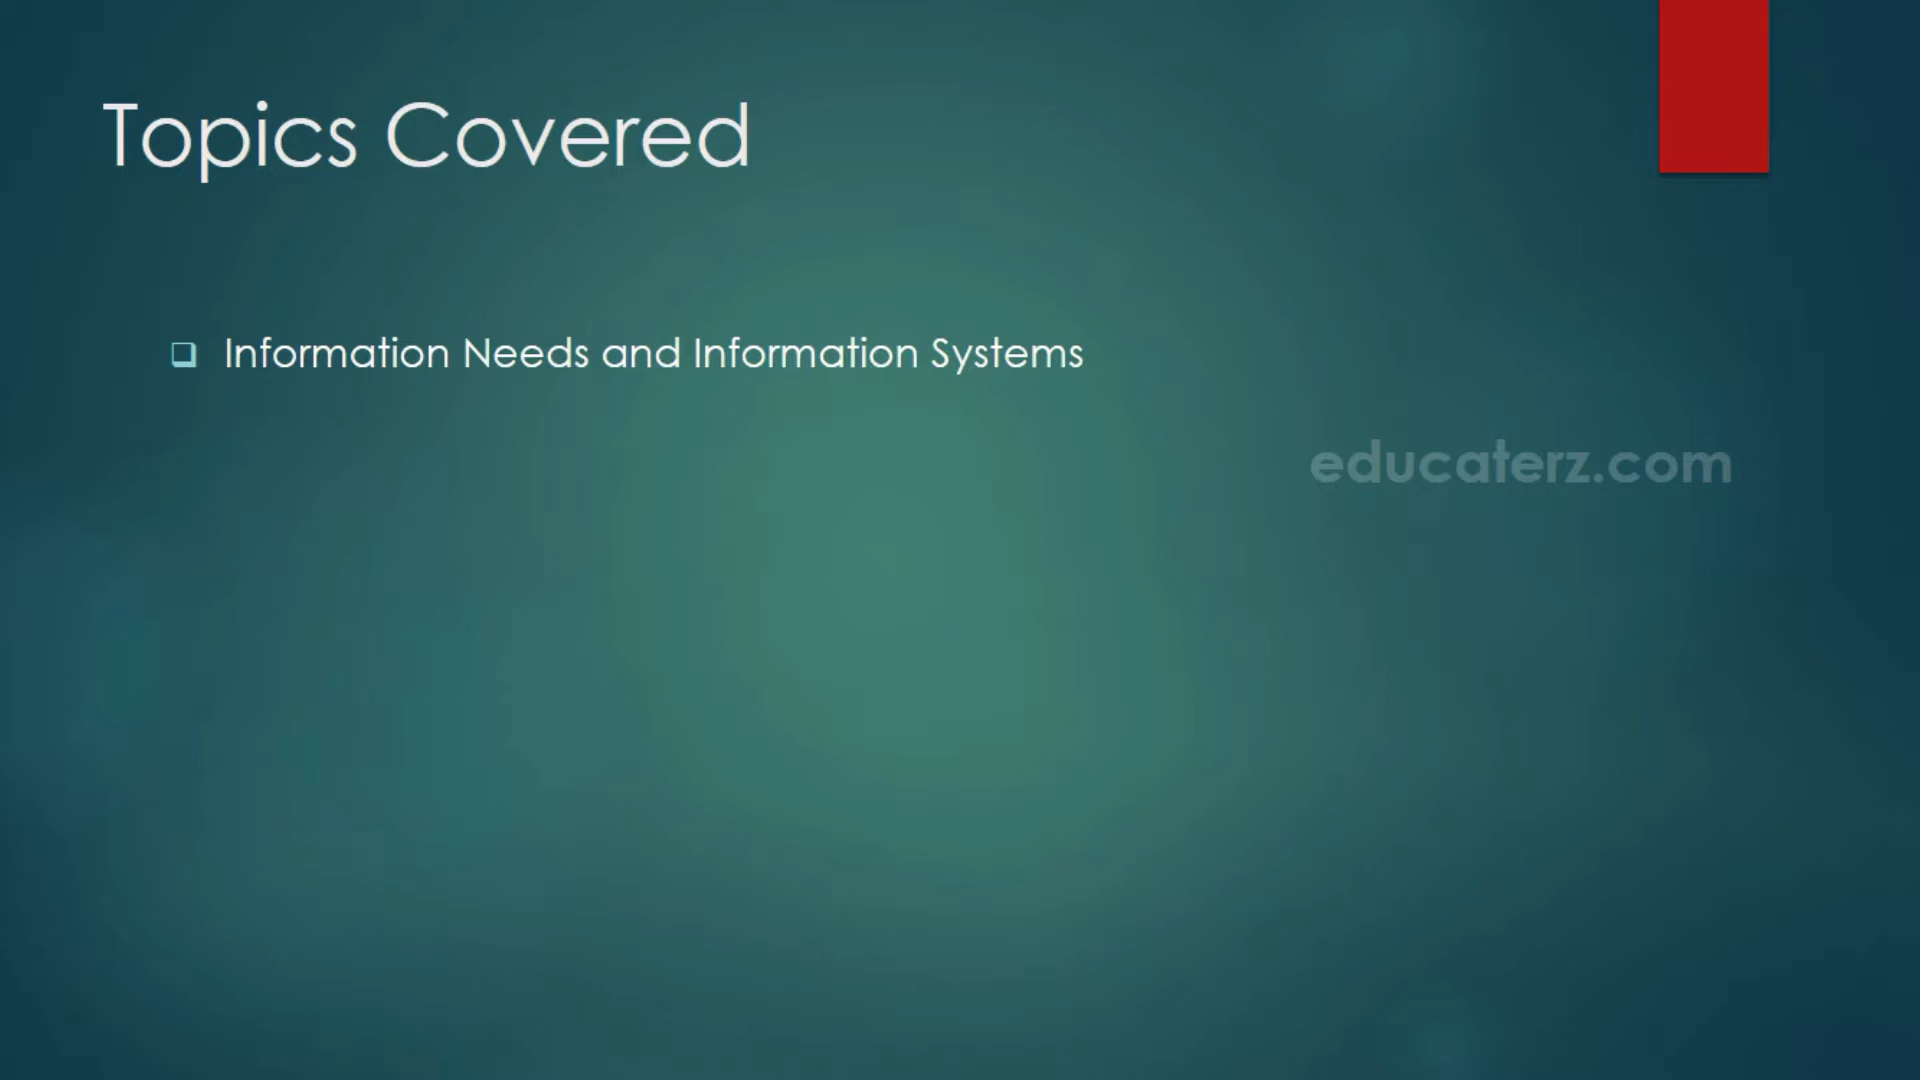 Topics Covered
❑ Information Needs and Information Systems
educaterz.com